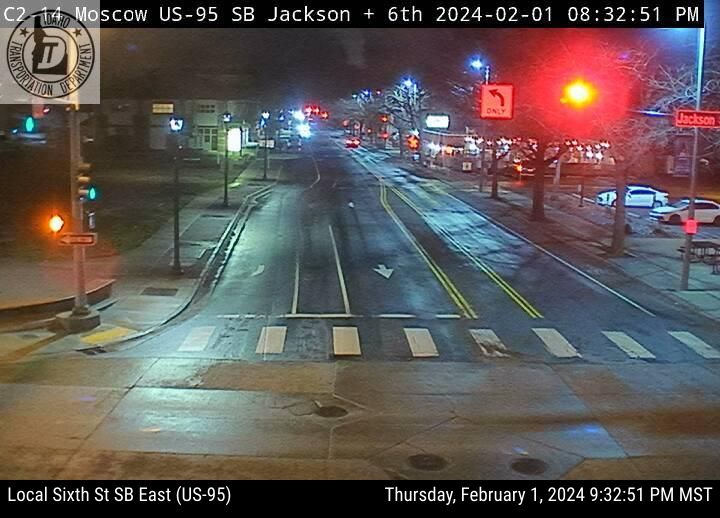 C2 14 Moscow US-95 SB Jackson + 6th 2024-02-01 08:32:51 PM
IDAHO
TRANSPORTATION DEPARTMENT
ONLY
Jackson
Local Sixth St SB East (US-95)
Thursday, February 1, 2024 9:32:51 PM MST